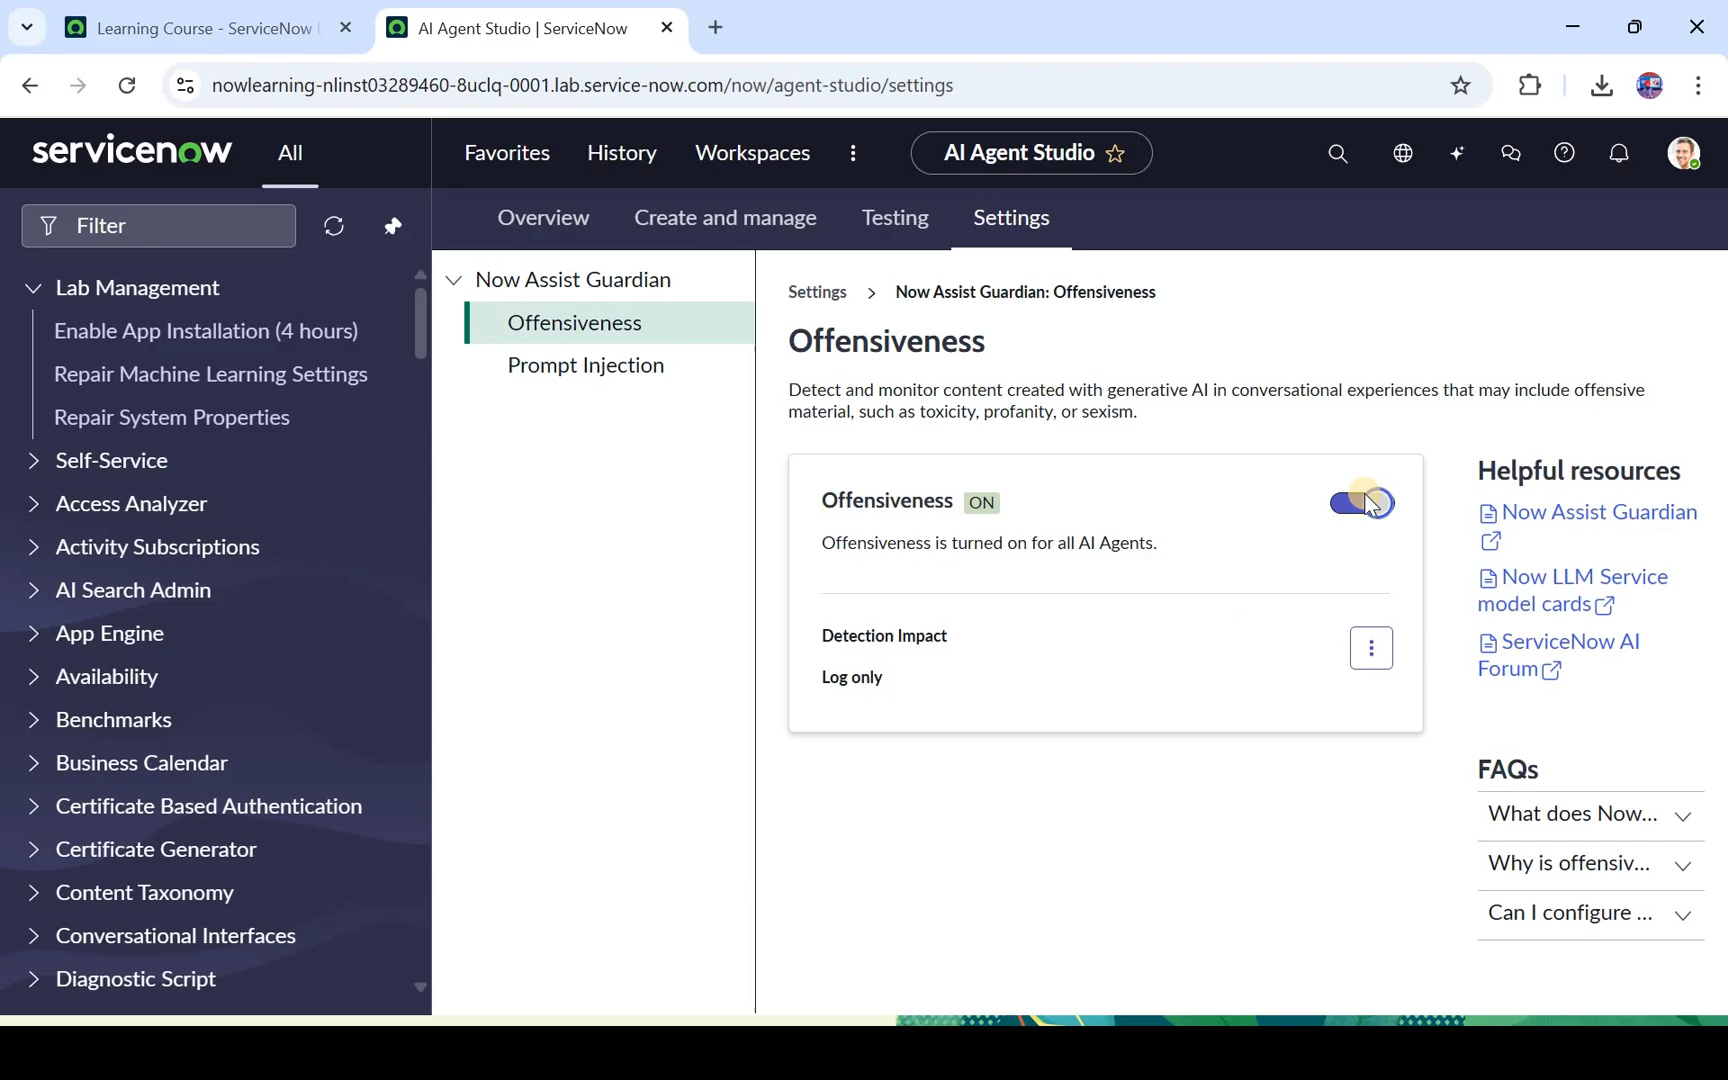 Learning Course - ServiceNow
AI Agent Studio | ServiceNow
nowlearning-nlinst03289460-8uclq-0001.lab.service-now.com/now/agent-studio/settings
servicenow
All
Favorites
History
Workspaces
AI Agent Studio
Filter
Overview
Create and manage
Testing
Settings
Lab Management
Enable App Installation (4 hours)
Repair Machine Learning Settings
Repair System Properties
Self-Service
Access Analyzer
Activity Subscriptions
AI Search Admin
App Engine
Availability
Benchmarks
Business Calendar
Certificate Based Authentication
Certificate Generator
Content Taxonomy
Conversational Interfaces
Diagnostic Script
Now Assist Guardian
Offensiveness
Prompt Injection
Settings > Now Assist Guardian: Offensiveness
Offensiveness
Detect and monitor content created with generative AI in conversational experiences that may include offensive
material, such as toxicity, profanity, or sexism.
Offensiveness ON
Offensiveness is turned on for all AI Agents.
Detection Impact
Log only
Helpful resources
Now Assist Guardian
Now LLM Service
model cards
ServiceNow AI
Forum
FAQs
What does Now...
Why is offensiv...
Can I configure ...